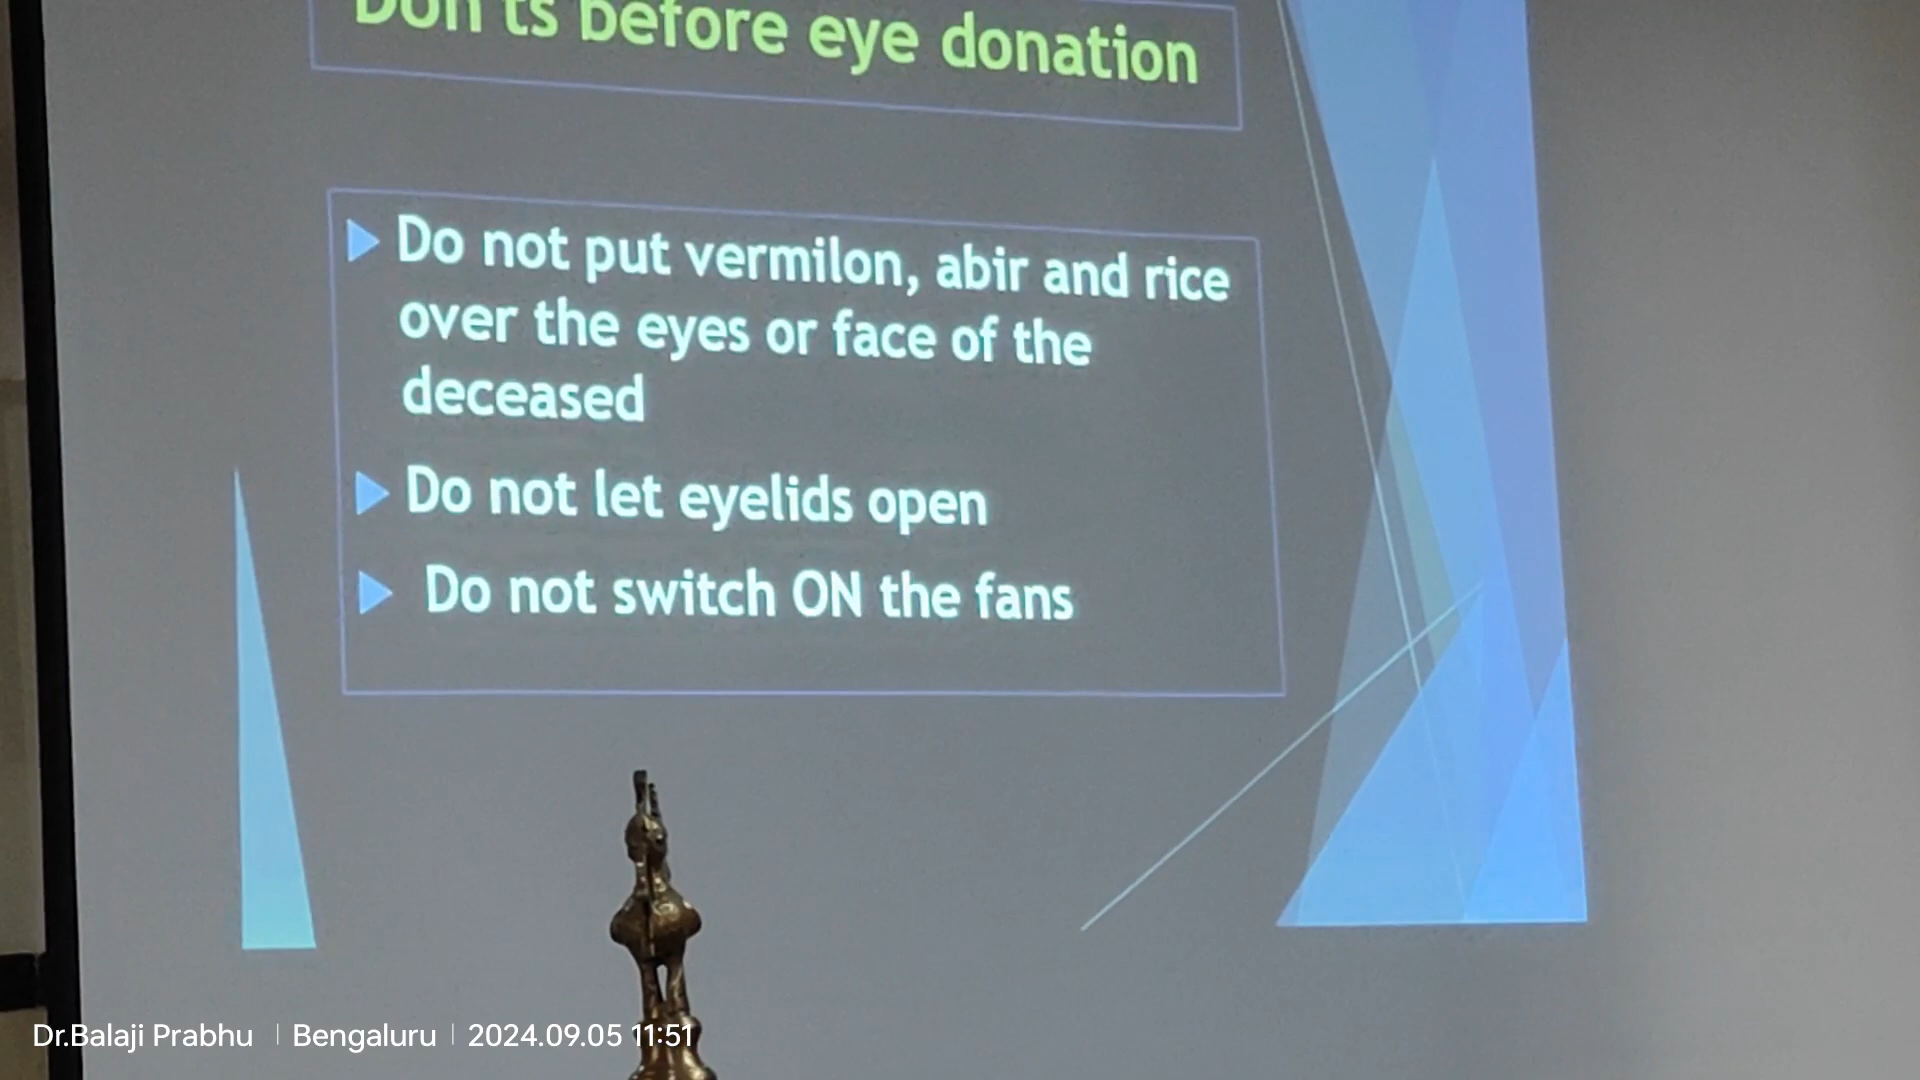 Don'ts before eye donation
Do not put vermilon, abir and rice
over the eyes or face of the
deceased
Do not let eyelids open
Do not switch ON the fans
Dr.Balaji Prabhu | Bengaluru | 2024.09.05 11:51